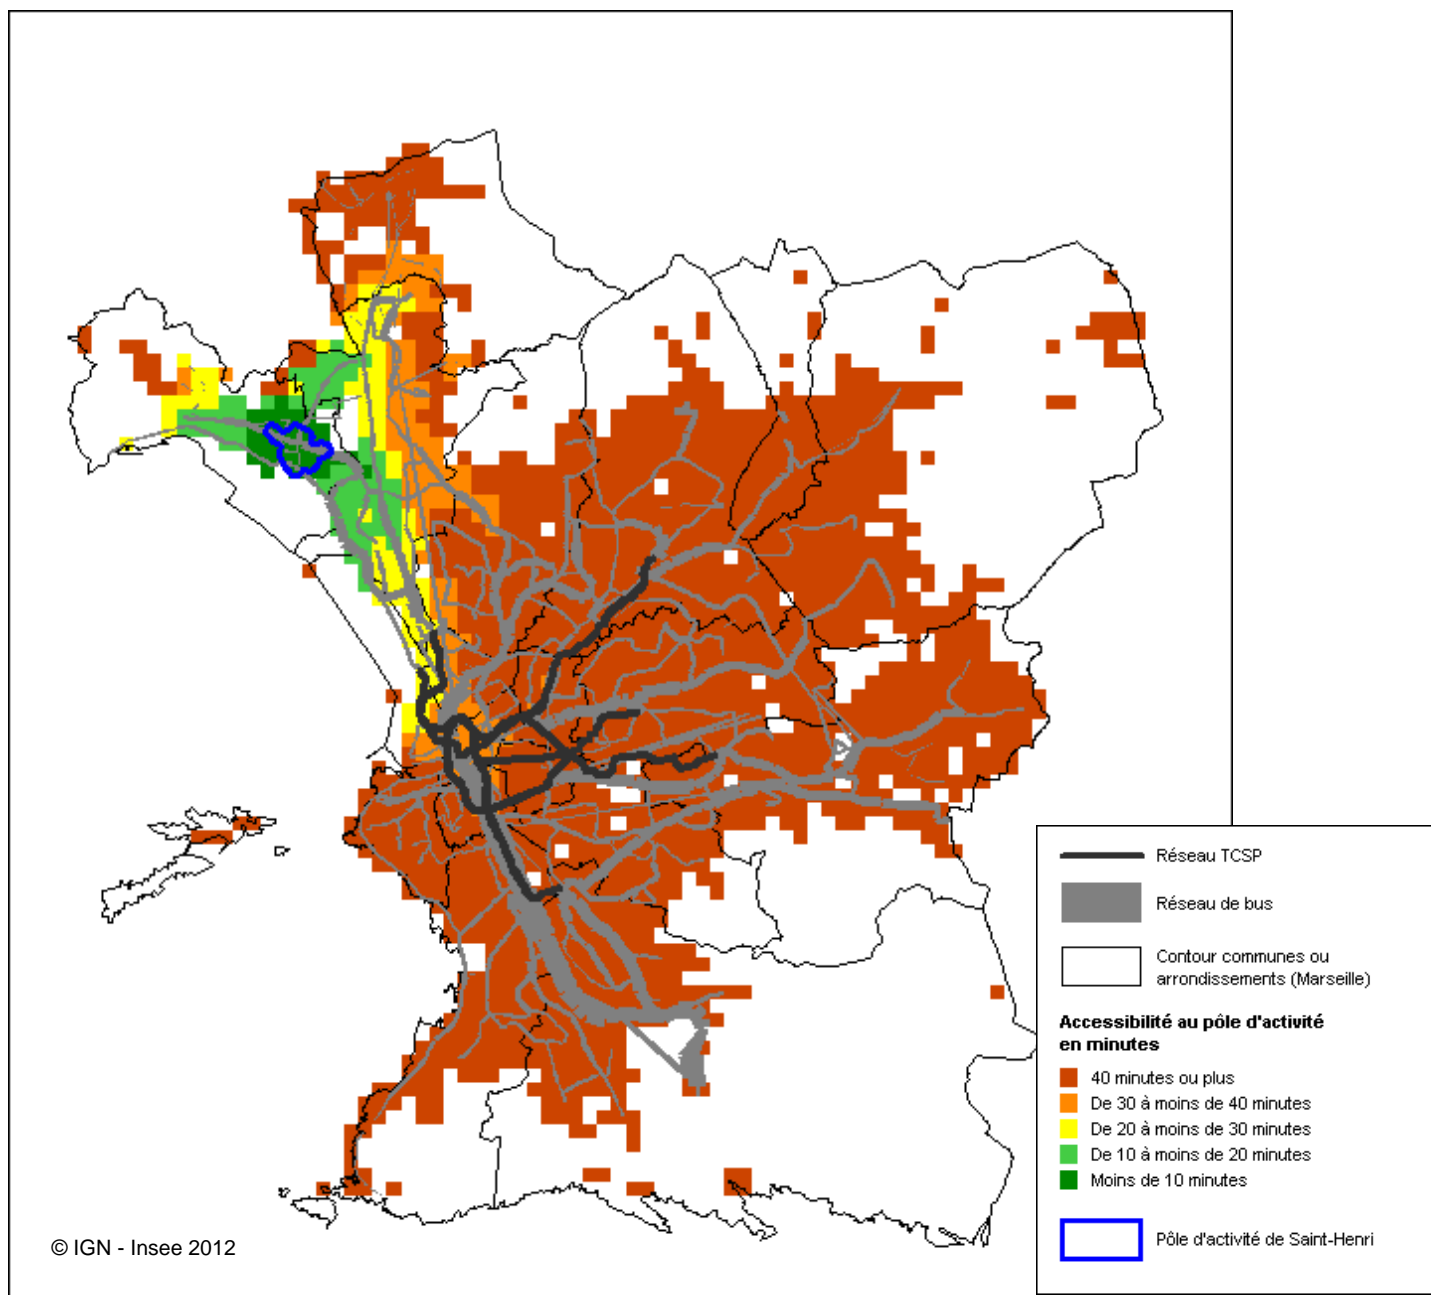 Réseau TCSP
Réseau de bus
Contour communes ou
arrondissements (Marseille)
Accessibilité au pôle d'activité
en minutes
40 minutes ou plus
De 30 à moins de 40 minutes
De 20 à moins de 30 minutes
De 10 à moins de 20 minutes
Moins de 10 minutes
Pôle d'activité de Saint-Henri
© IGN - Insee 2012